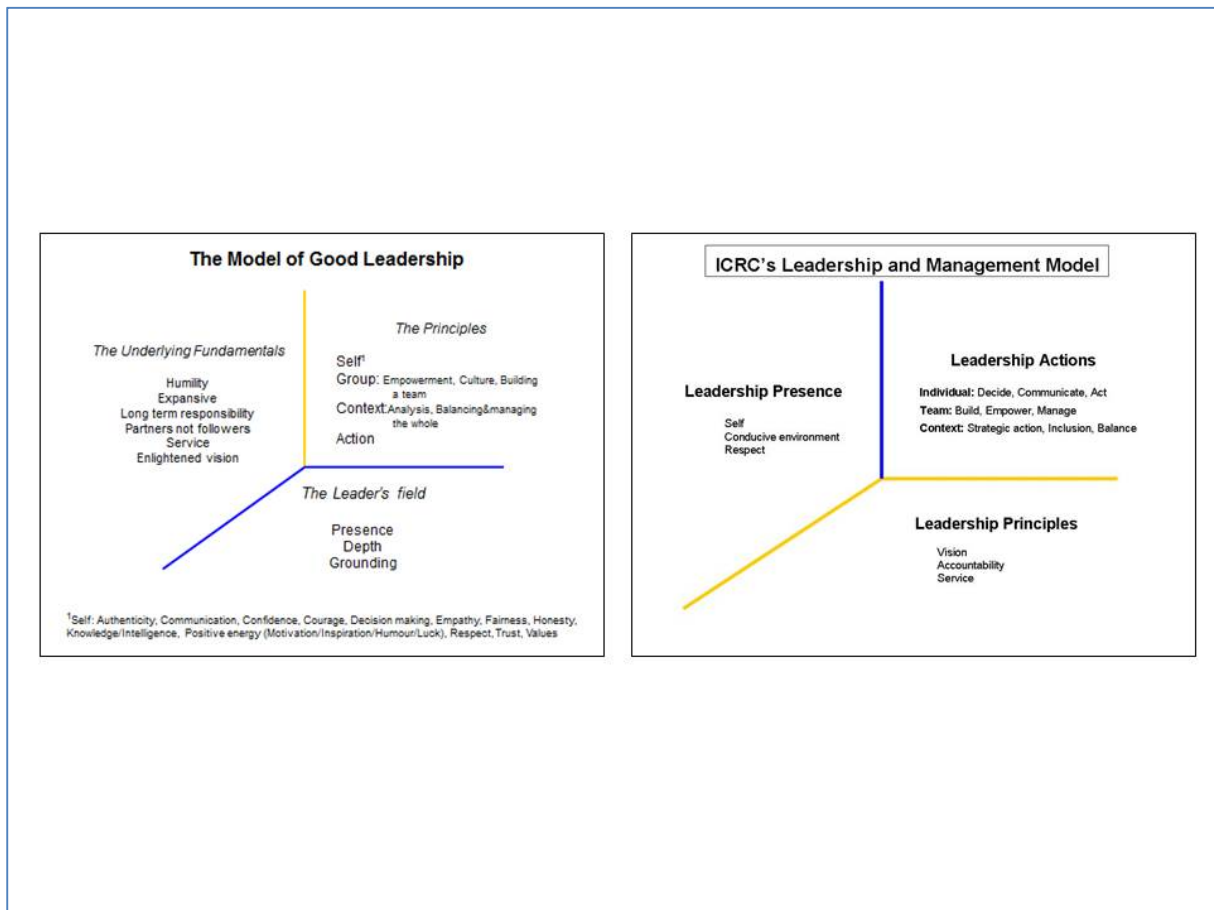 The Model of Good Leadership
The Underlying Fundamentals
Humility
Expansive
Long term responsibility
Partners not followers
Service
Enlightened vision
The Principles
Self¹
Group: Empowerment, Culture, Building
a team
Context:Analysis, Balancing&managing
the whole
Action
The Leader's field
Presence
Depth
Grounding
¹Self: Authenticity, Communication, Confidence, Courage, Decision making, Empathy, Fairness, Honesty,
Knowledge/Intelligence, Positive energy (Motivation/Inspiration/Humour/Luck), Respect, Trust, Values
ICRC's Leadership and Management Model
Leadership Presence
Self
Conducive environment
Respect
Leadership Actions
Individual: Decide, Communicate, Act
Team: Build, Empower, Manage
Context: Strategic action, Inclusion, Balance
Leadership Principles
Vision
Accountability
Service